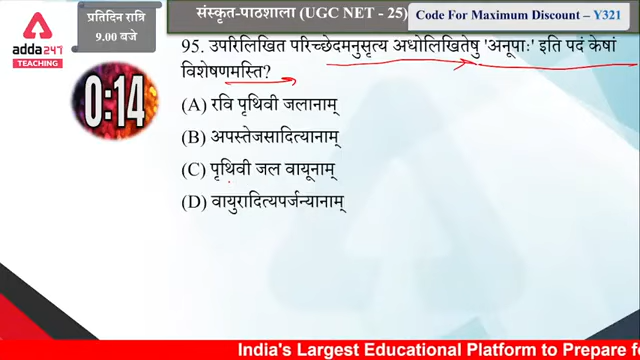 adda247
TEACHING
प्रतिदिन रात्रि
9.00 बजे
संस्कृत-पाठशाला (UGC NET - 25)
Code For Maximum Discount – Y321
95. उपरिलिखित परिच्छेदमनुसृत्य अधोलिखितेषु 'अनूपाः' इति पदं केषां
विशेषणमस्ति?
0:14
(A) रवि पृथिवी जलानाम्
(B) अपस्तेजसादित्यानाम्
(C) पृथिवी जल वायूनाम्
(D) वायुरादित्यपर्जन्यानाम्
India's Largest Educational Platform to Prepare fo